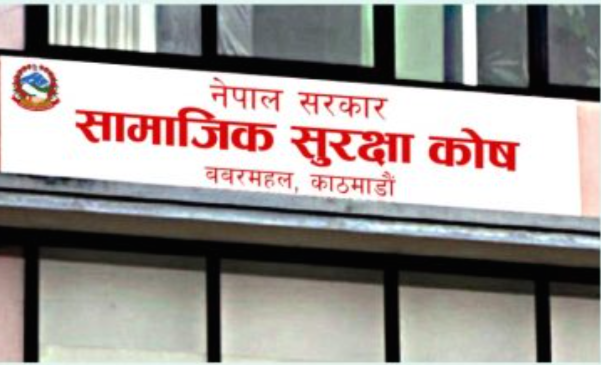 नेपाल सरकार
सामाजिक सुरक्षा कोष
बबरमहल, काठमाडौं